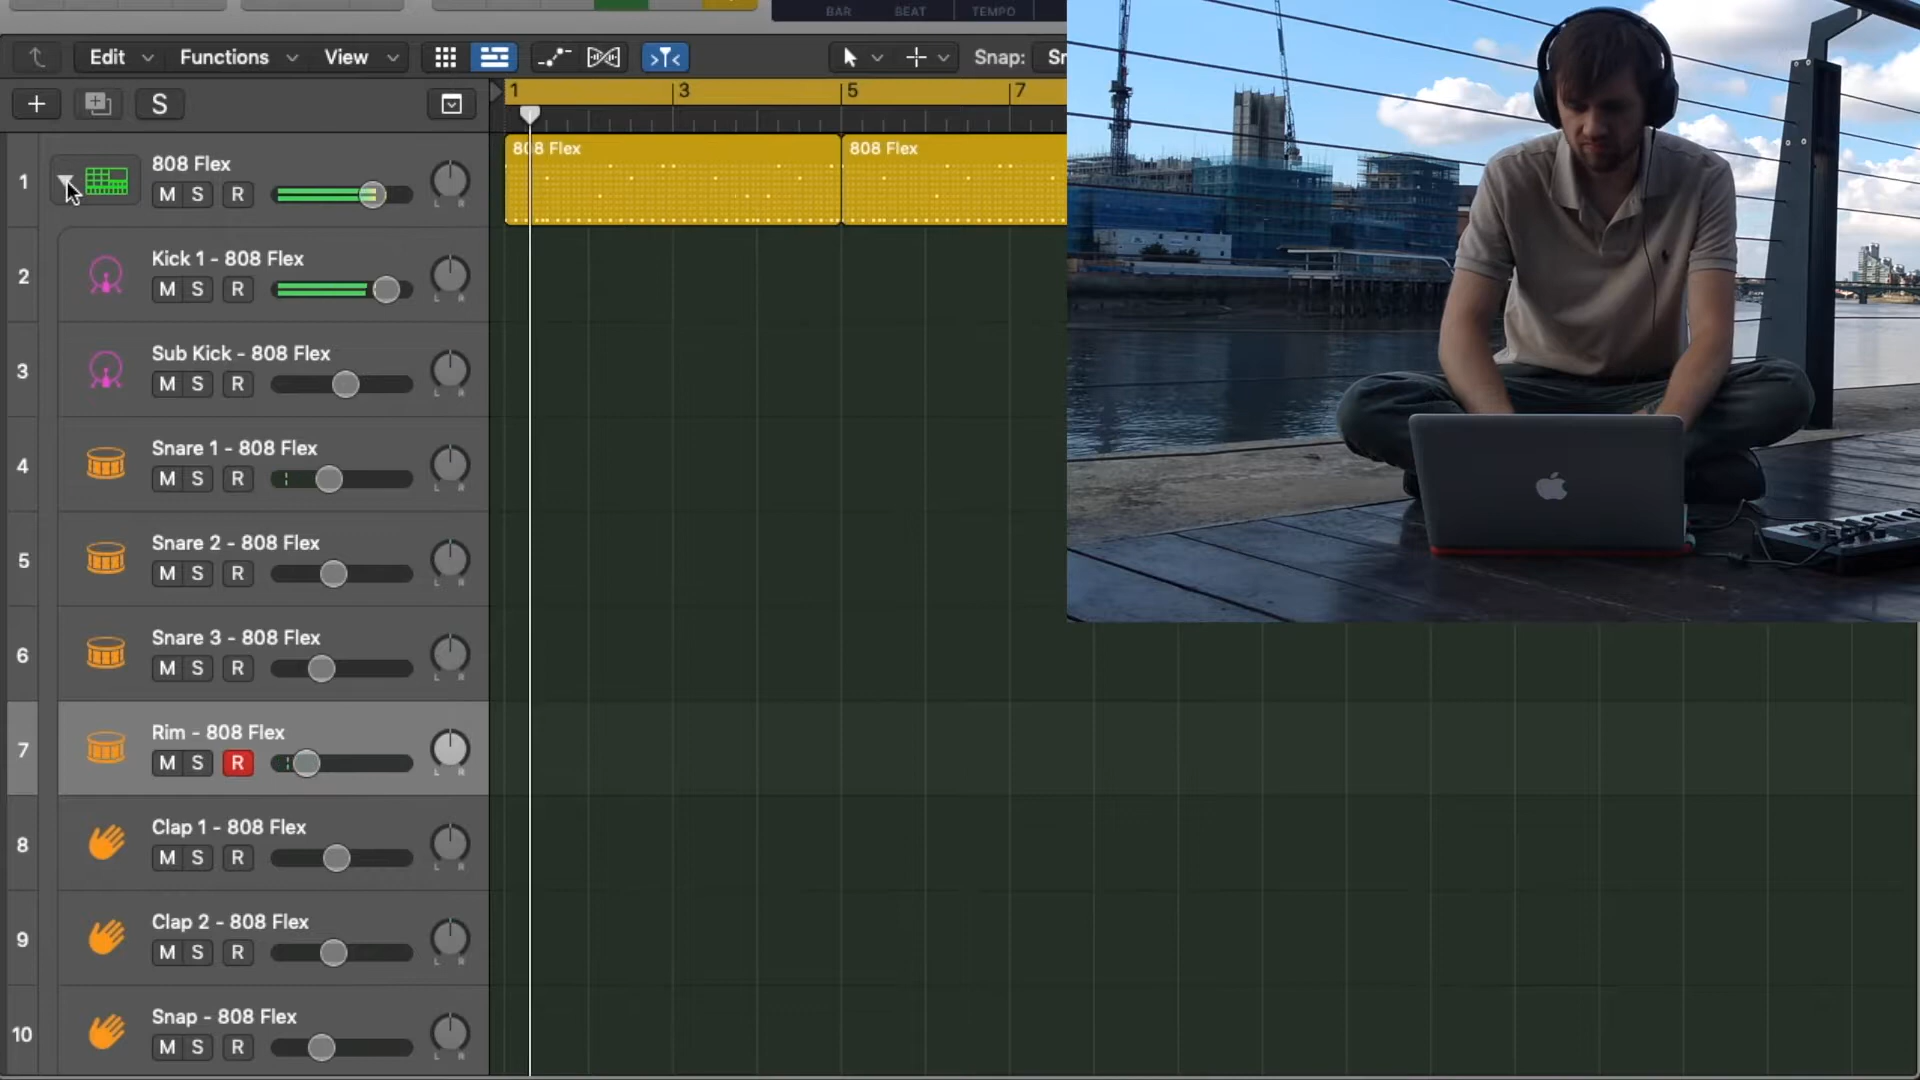 BAR BEAT TEMPO
Edit Functions View Snap:
+ S
1 3 5 7
1 808 Flex
M S R L R
808 Flex 808 Flex
2 Kick 1 - 808 Flex
M S R L R
3 Sub Kick - 808 Flex
M S R L R
4 Snare 1 - 808 Flex
M S R L R
5 Snare 2 - 808 Flex
M S R L R
6 Snare 3 - 808 Flex
M S R L R
7 Rim - 808 Flex
M S R L R
8 Clap 1 - 808 Flex
M S R L R
9 Clap 2 - 808 Flex
M S R L R
10 Snap - 808 Flex
M S R L R